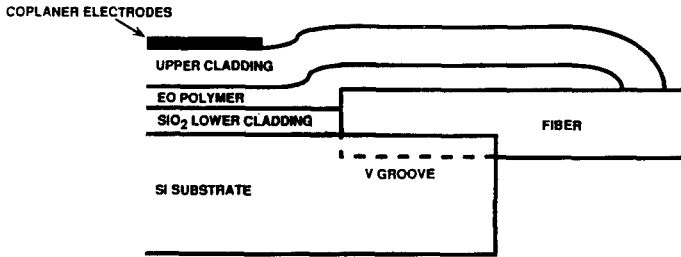 COPLANER ELECTRODES
UPPER CLADDING
EO POLYMER
SIO2 LOWER CLADDING
FIBER
V GROOVE
SI SUBSTRATE